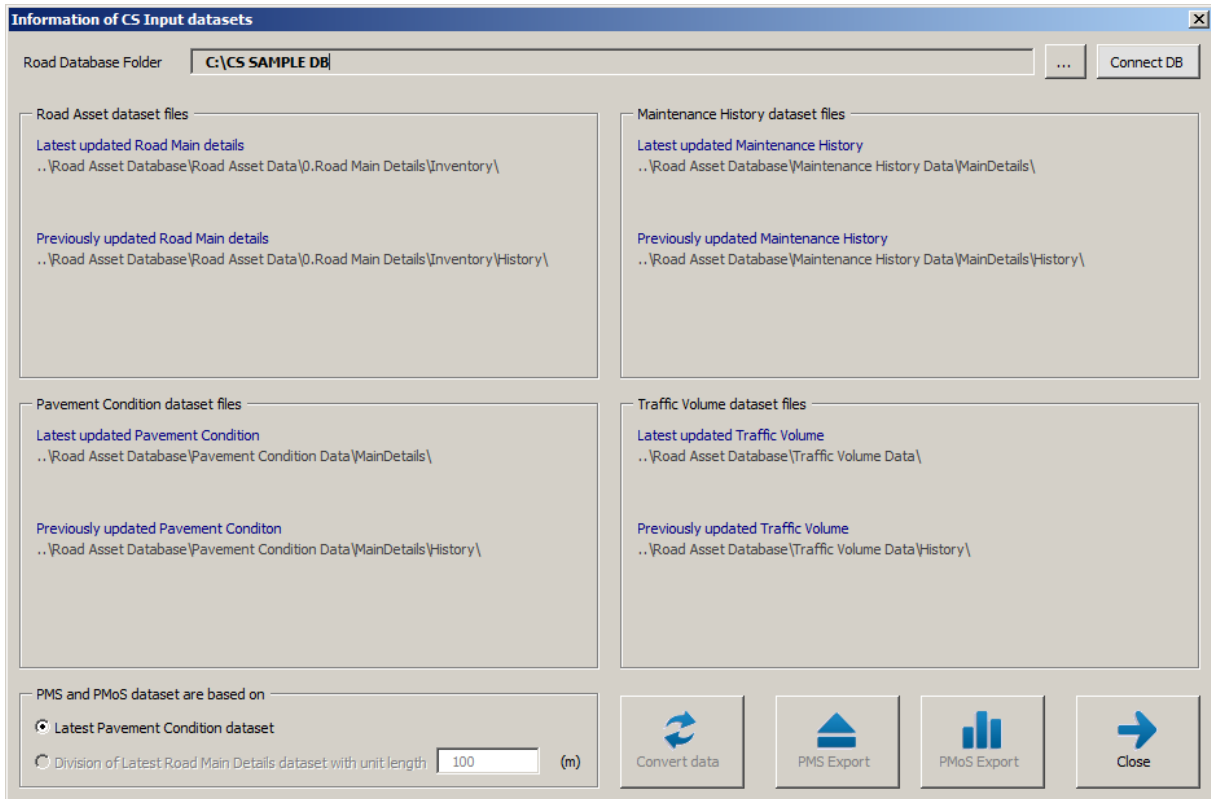 Information of CS Input datasets
Road Database Folder C:\CS SAMPLE DB ... Connect DB
Road Asset dataset files
Latest updated Road Main details
..\Road Asset Database\Road Asset Data\0.Road Main Details\Inventory\
Previously updated Road Main details
..\Road Asset Database\Road Asset Data\0.Road Main Details\Inventory\History\
Maintenance History dataset files
Latest updated Maintenance History
..\Road Asset Database\Maintenance History Data\MainDetails\
Previously updated Maintenance History
..\Road Asset Database\Maintenance History Data\MainDetails\History\
Pavement Condition dataset files
Latest updated Pavement Condition
..\Road Asset Database\Pavement Condition Data\MainDetails\
Previously updated Pavement Conditon
..\Road Asset Database\Pavement Condition Data\MainDetails\History\
Traffic Volume dataset files
Latest updated Traffic Volume
..\Road Asset Database\Traffic Volume Data\
Previously updated Traffic Volume
..\Road Asset Database\Traffic Volume Data\History\
PMS and PMoS dataset are based on
Latest Pavement Condition dataset
Division of Latest Road Main Details dataset with unit length 100 (m)
Convert data
PMS Export
PMoS Export
Close